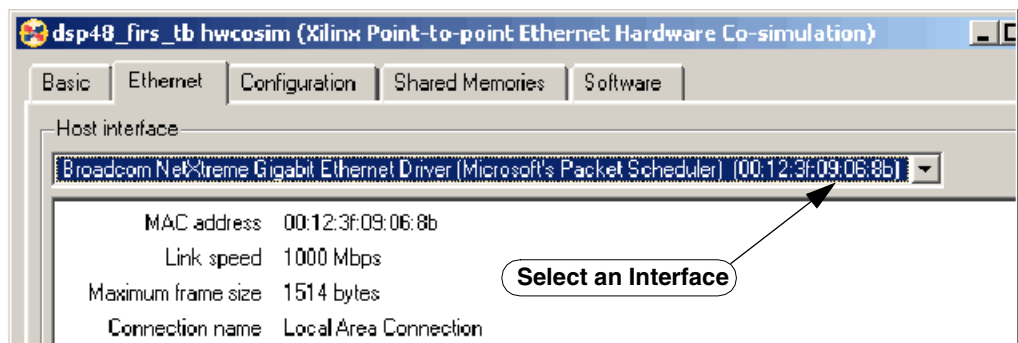 dsp48_firs_tb hwcosim (Xilinx Point-to-point Ethernet Hardware Co-simulation)
Basic Ethernet Configuration Shared Memories Software
Host interface
Broadcom NetXtreme Gigabit Ethernet Driver (Microsoft's Packet Scheduler) (00:12:3f:09:06:8b)
MAC address 00:12:3f:09:06:8b
Link speed 1000 Mbps
Select an Interface
Maximum frame size 1514 bytes
Connection name Local Area Connection